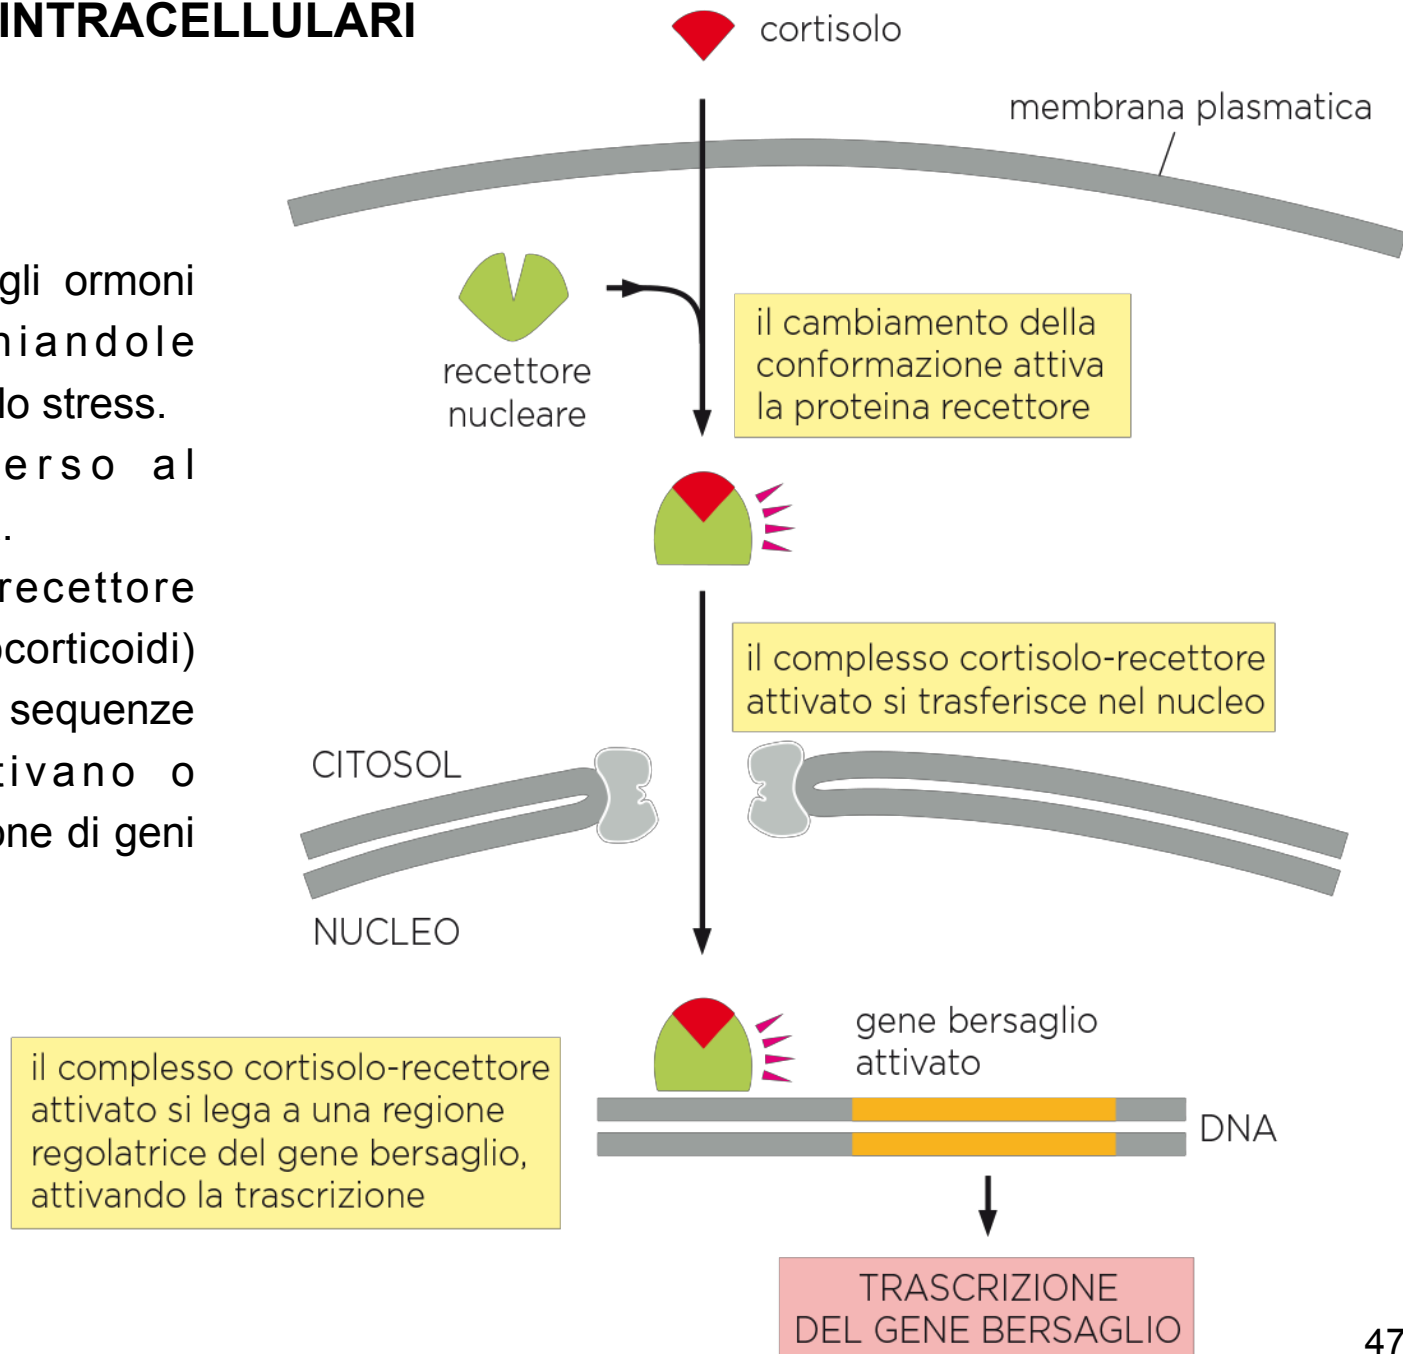 INTRACELLULARI
gli ormoni
hiandole
lo stress.
erso al
.
recettore
ocorticoidi)
sequenze
tivano o
one di geni
cortisolo
membrana plasmatica
recettore
nucleare
il cambiamento della
conformazione attiva
la proteina recettore
il complesso cortisolo-recettore
attivato si trasferisce nel nucleo
CITOSOL
NUCLEO
il complesso cortisolo-recettore
attivato si lega a una regione
regolatrice del gene bersaglio,
attivando la trascrizione
gene bersaglio
attivato
DNA
TRASCRIZIONE
DEL GENE BERSAGLIO
47